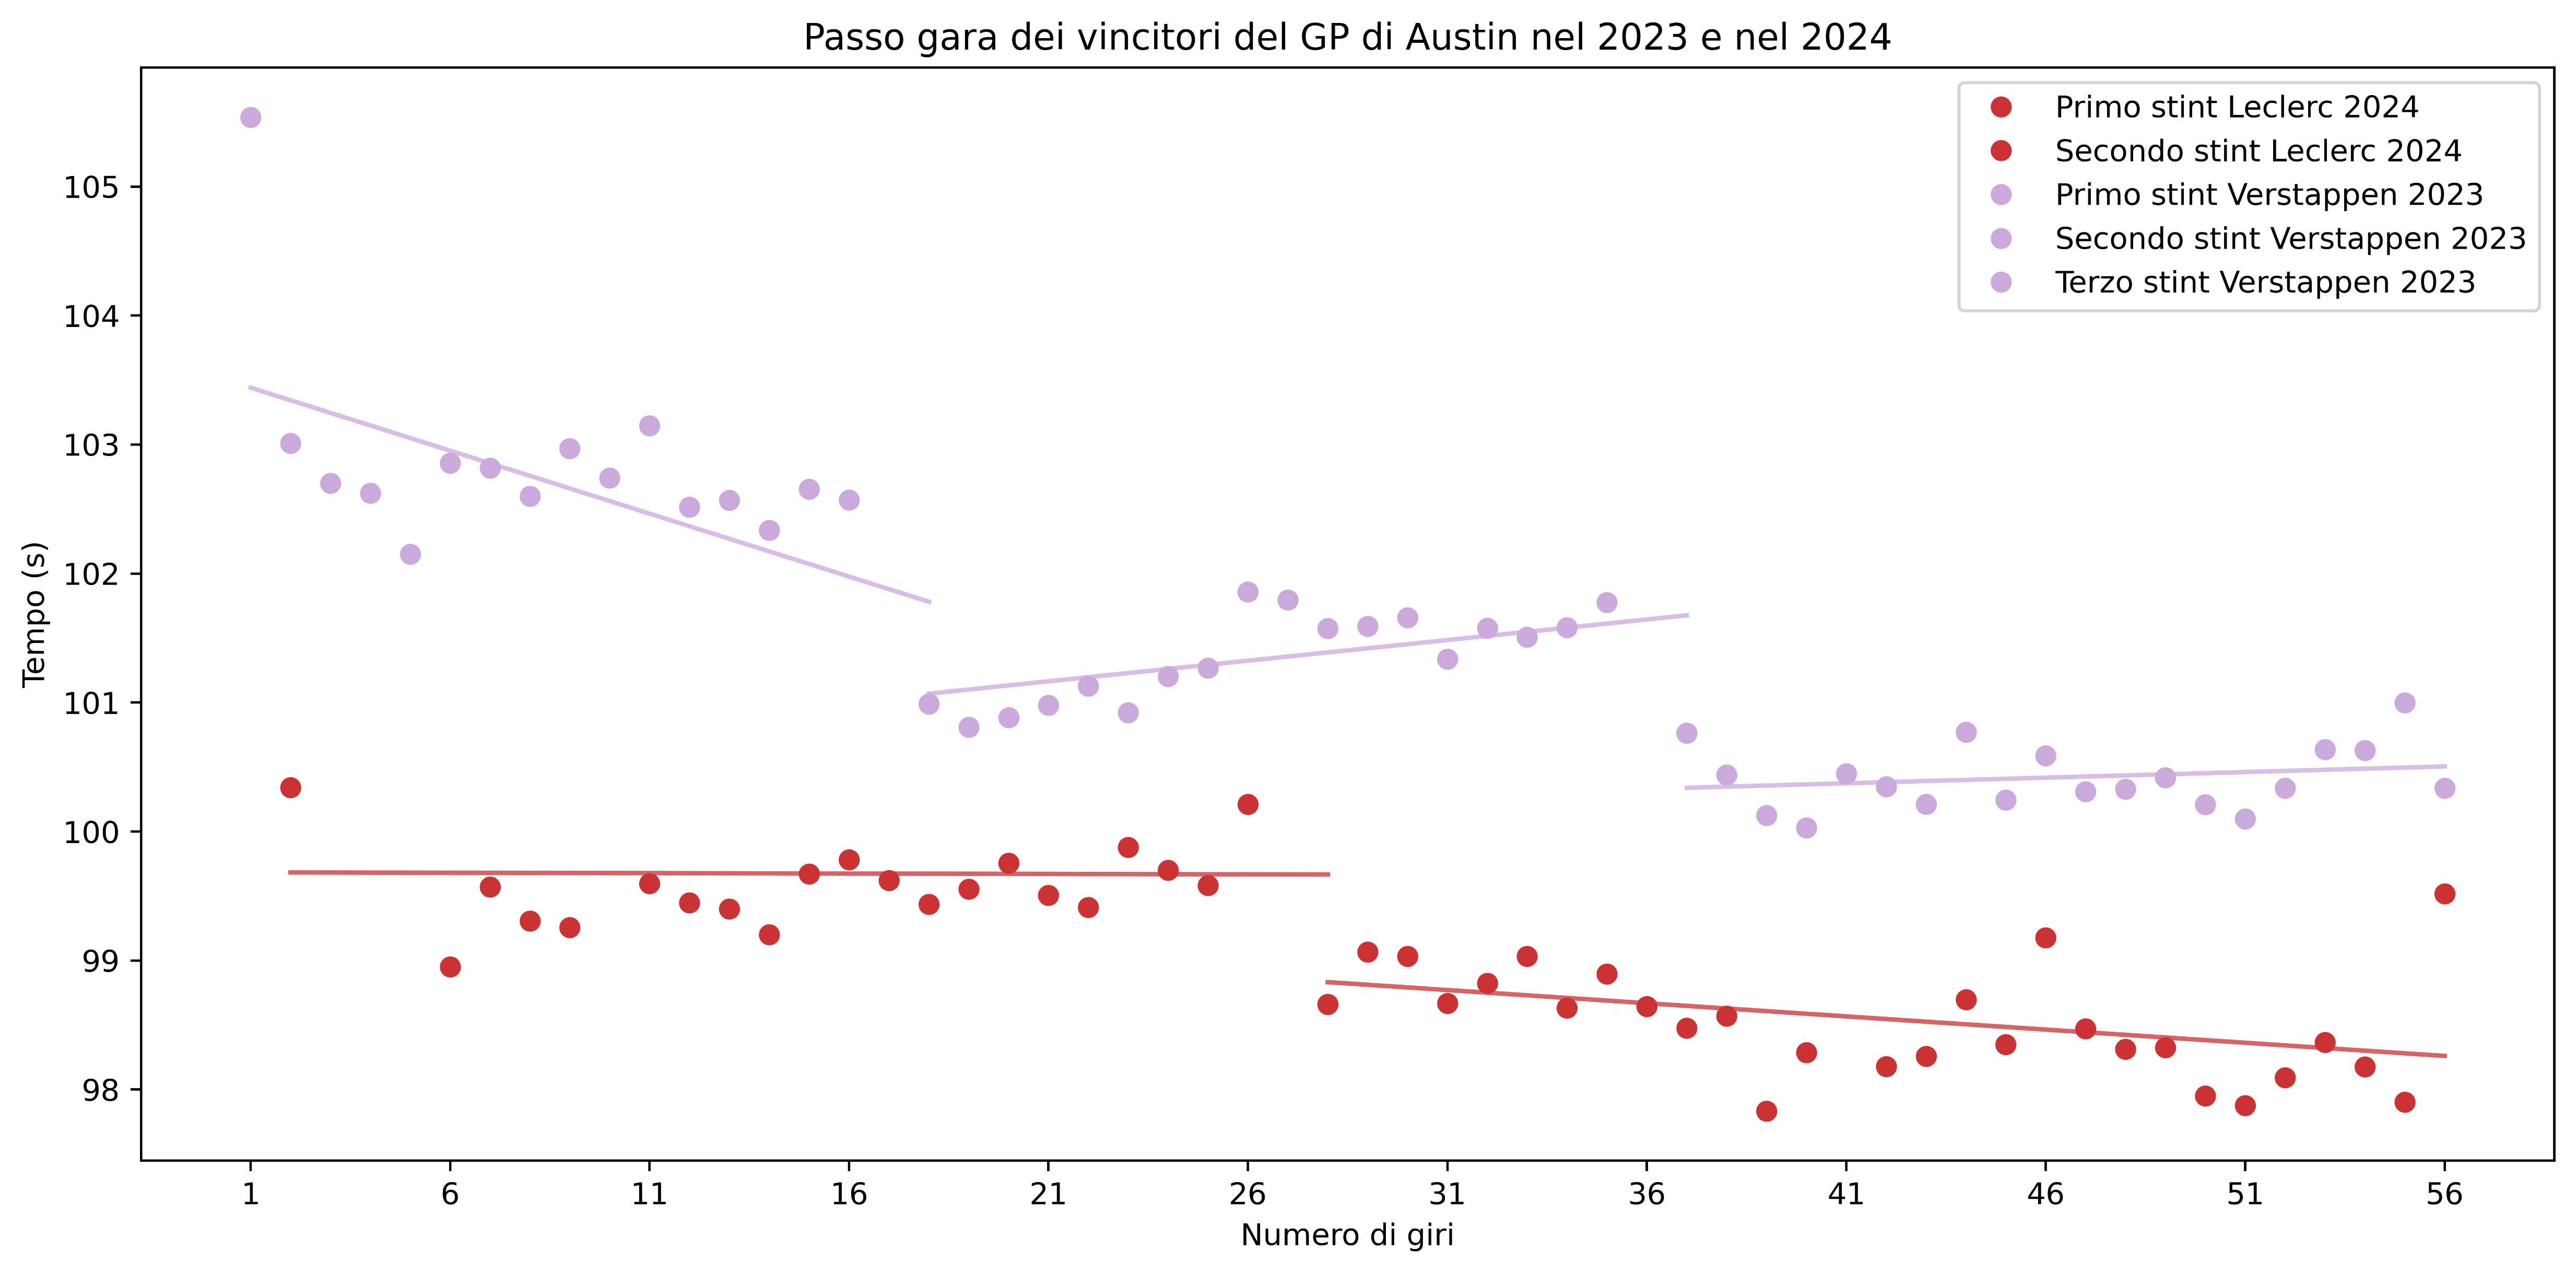 Passo gara dei vincitori del GP di Austin nel 2023 e nel 2024
Primo stint Leclerc 2024
Secondo stint Leclerc 2024
Primo stint Verstappen 2023
Secondo stint Verstappen 2023
Terzo stint Verstappen 2023
Tempo (s)
105
104
103
102
101
100
99
98
1 6 11 16 21 26 31 36 41 46 51 56
Numero di giri